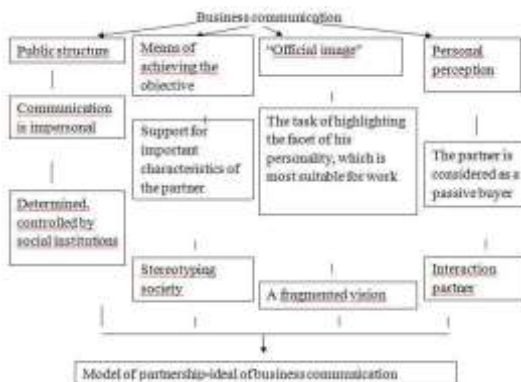 Business communication
Public structure
Means of
achieving the
objective
"Official image"
Personal
perception
Communication
is impersonal
Support for
important
characteristics of
the partner
The task of highlighting
the facet of his
personality, which is
most suitable for work
The partner is
considered as a
passive buyer
Determined,
controlled by
social institutions
Stereotyping
society
A fragmented vision
Interaction
partner
Model of partnership-ideal of business communication